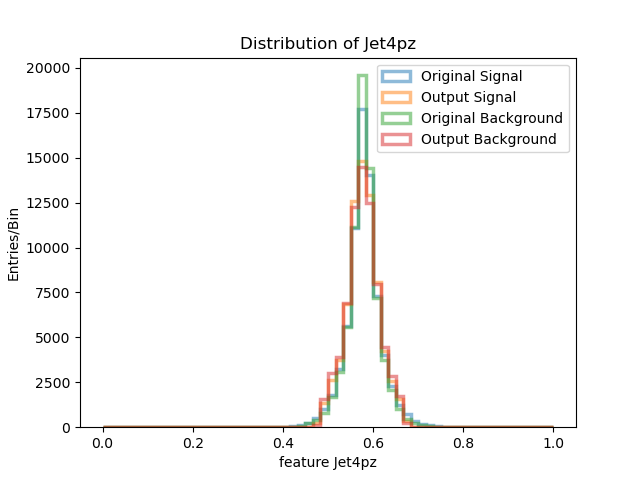 Distribution of Jet4pz
Original Signal
Output Signal
Original Background
Output Background
Entries/Bin
20000
17500
15000
12500
10000
7500
5000
2500
0
0.0 0.2 0.4 0.6 0.8 1.0
feature Jet4pz